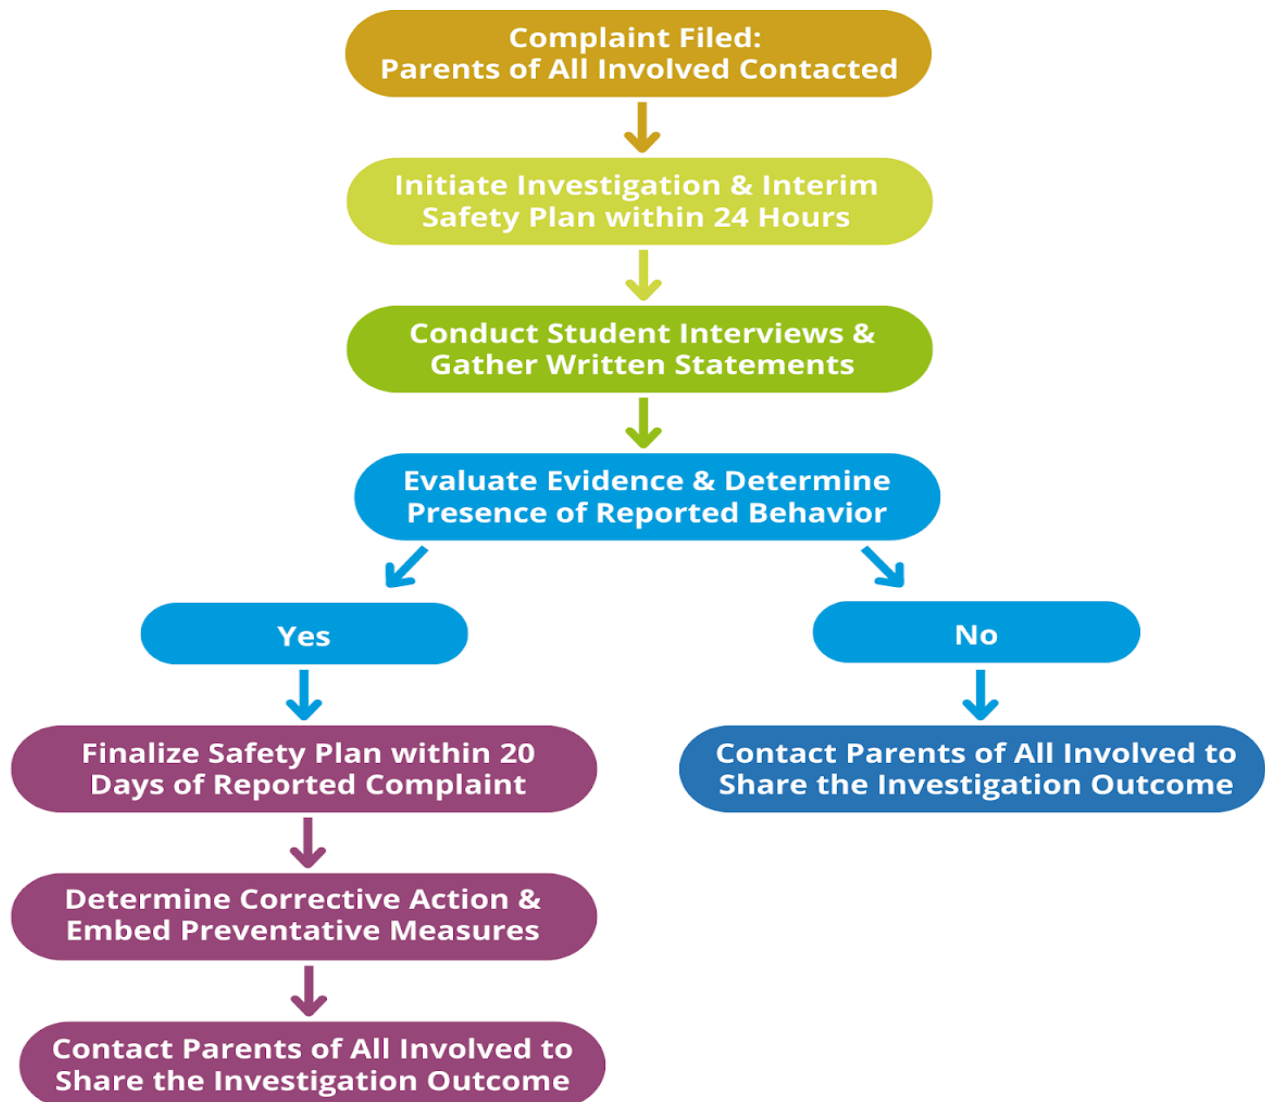 Complaint Filed:
Parents of All Involved Contacted
Initiate Investigation & Interim
Safety Plan within 24 Hours
Conduct Student Interviews &
Gather Written Statements
Evaluate Evidence & Determine
Presence of Reported Behavior
Yes
No
Finalize Safety Plan within 20
Days of Reported Complaint
Contact Parents of All Involved to
Share the Investigation Outcome
Determine Corrective Action &
Embed Preventative Measures
Contact Parents of All Involved to
Share the Investigation Outcome